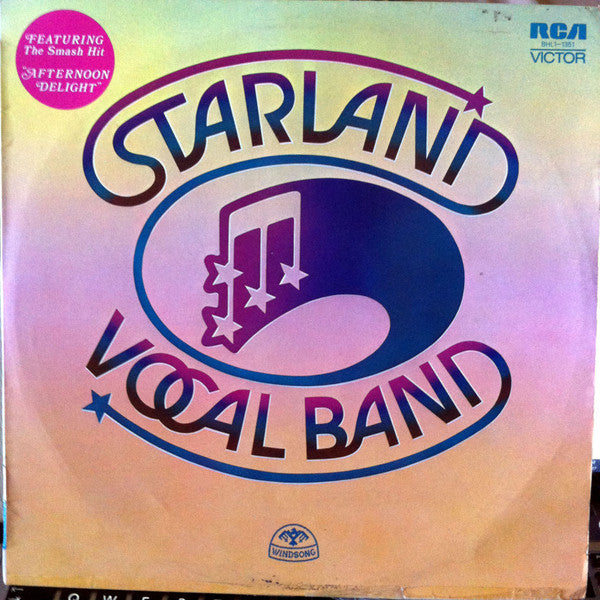 FEATURING
The Smash Hit
"AFTERNOON
DELIGHT"
RCA
BHL1-1351
VICTOR
STARLAND
VOCAL BAND
WINDSONG